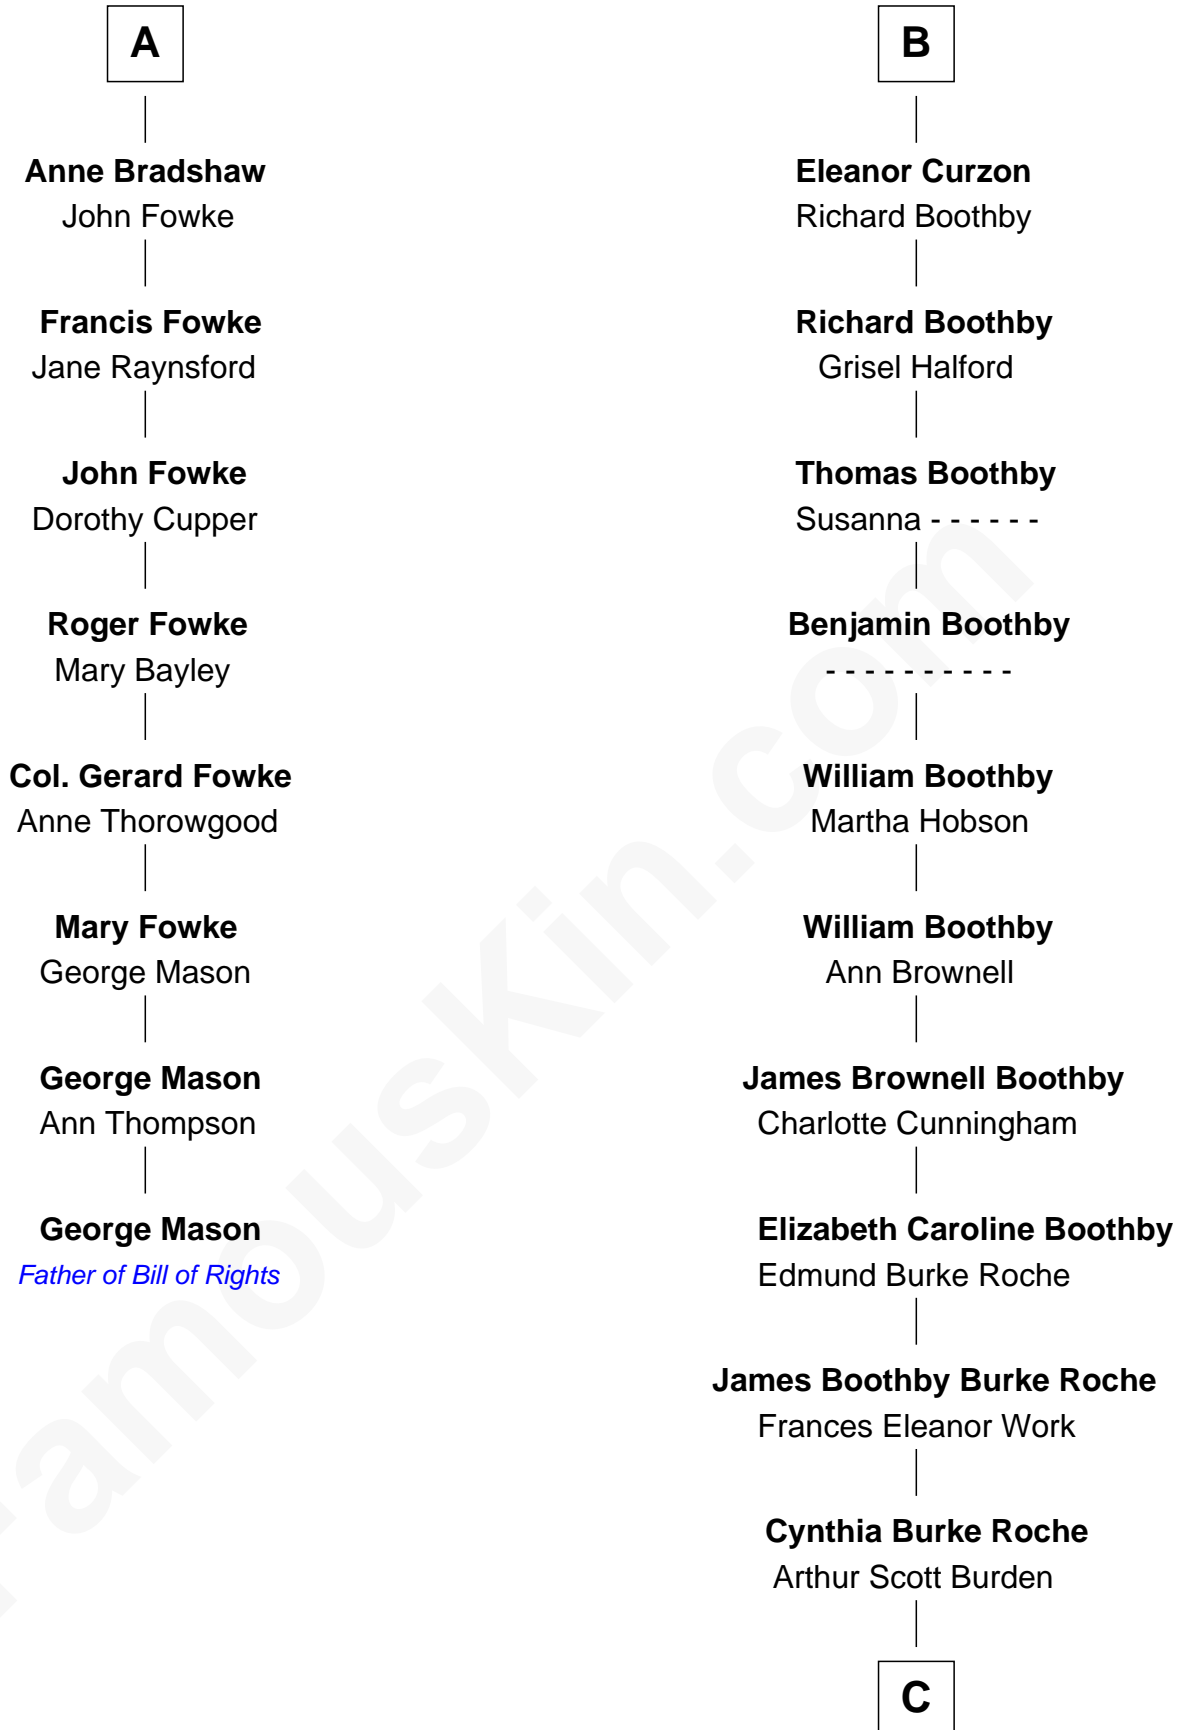 A
Anne Bradshaw
John Fowke
Francis Fowke
Jane Raynsford
John Fowke
Dorothy Cupper
Roger Fowke
Mary Bayley
Col. Gerard Fowke
Anne Thorowgood
Mary Fowke
George Mason
George Mason
Ann Thompson
George Mason
Father of Bill of Rights
B
Eleanor Curzon
Richard Boothby
Richard Boothby
Grisel Halford
Thomas Boothby
Susanna - - - - - -
Benjamin Boothby
- - - - - - - - - -
William Boothby
Martha Hobson
William Boothby
Ann Brownell
James Brownell Boothby
Charlotte Cunningham
Elizabeth Caroline Boothby
Edmund Burke Roche
James Boothby Burke Roche
Frances Eleanor Work
Cynthia Burke Roche
Arthur Scott Burden
C
FamousKin.com